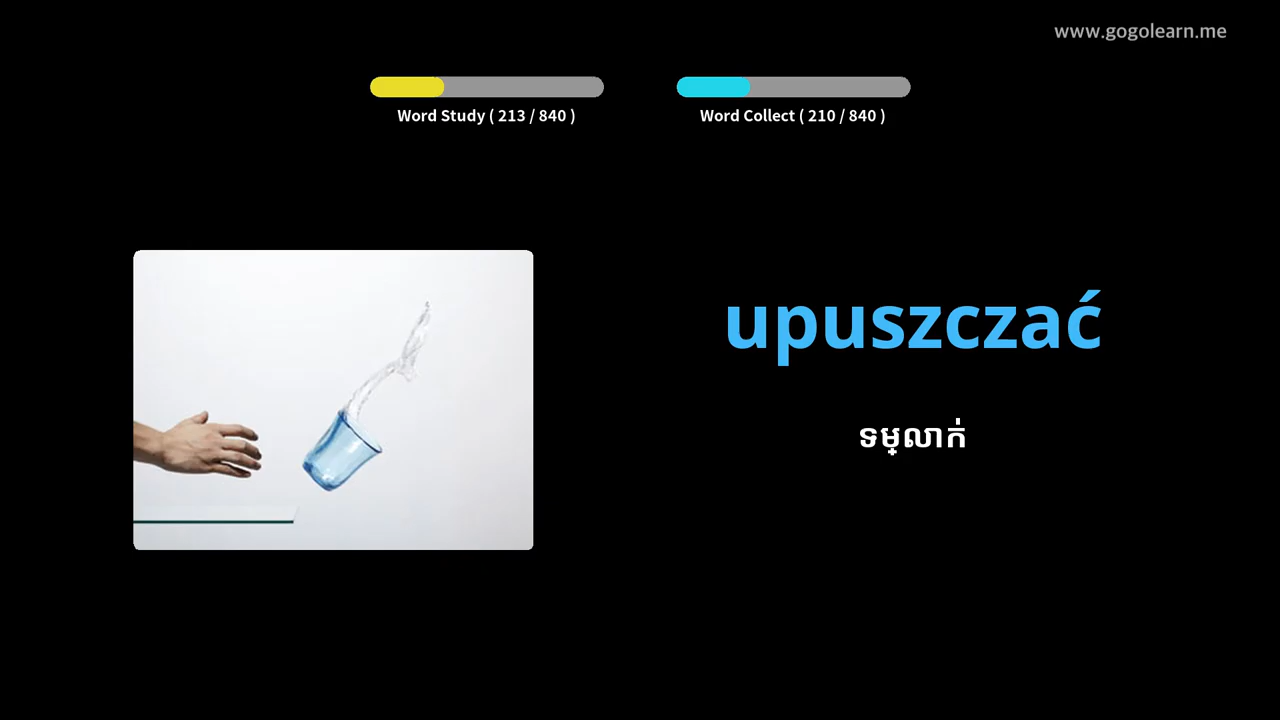 www.gogolearn.me
Word Study ( 213 / 840 )
Word Collect ( 210 / 840 )
upuszczać
ទម្លាក់